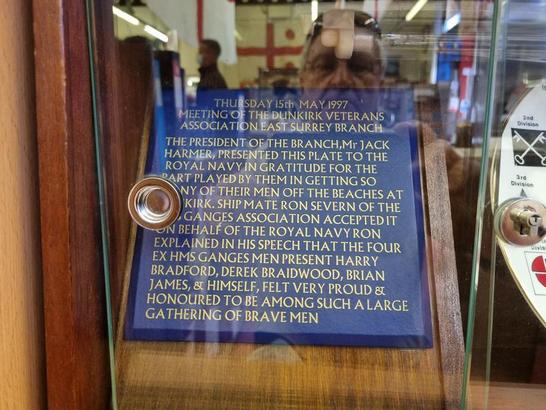 THURSDAY 15th MAY 1997
MEETING OF THE DUNKIRK VETERANS
ASSOCIATION EAST SURREY BRANCH
THE PRESIDENT OF THE BRANCH, Mr JACK
HARMER, PRESENTED THIS PLATE TO THE
ROYAL NAVY IN GRATITUDE FOR THE
PART PLAYED BY THEM IN GETTING SO
NY OF THEIR MEN OFF THE BEACHES AT
KIRK. SHIP MATE RON SEVERN OF THE
GANGES ASSOCIATION ACCEPTED IT
ON BEHALF OF THE ROYAL NAVY RON
EXPLAINED IN HIS SPEECH THAT THE FOUR
EX HMS GANGES MEN PRESENT HARRY
BRADFORD, DEREK BRAIDWOOD, BRIAN
JAMES, & HIMSELF, FELT VERY PROUD &
HONOURED TO BE AMONG SUCH A LARGE
GATHERING OF BRAVE MEN
2nd
Division
3rd
Division